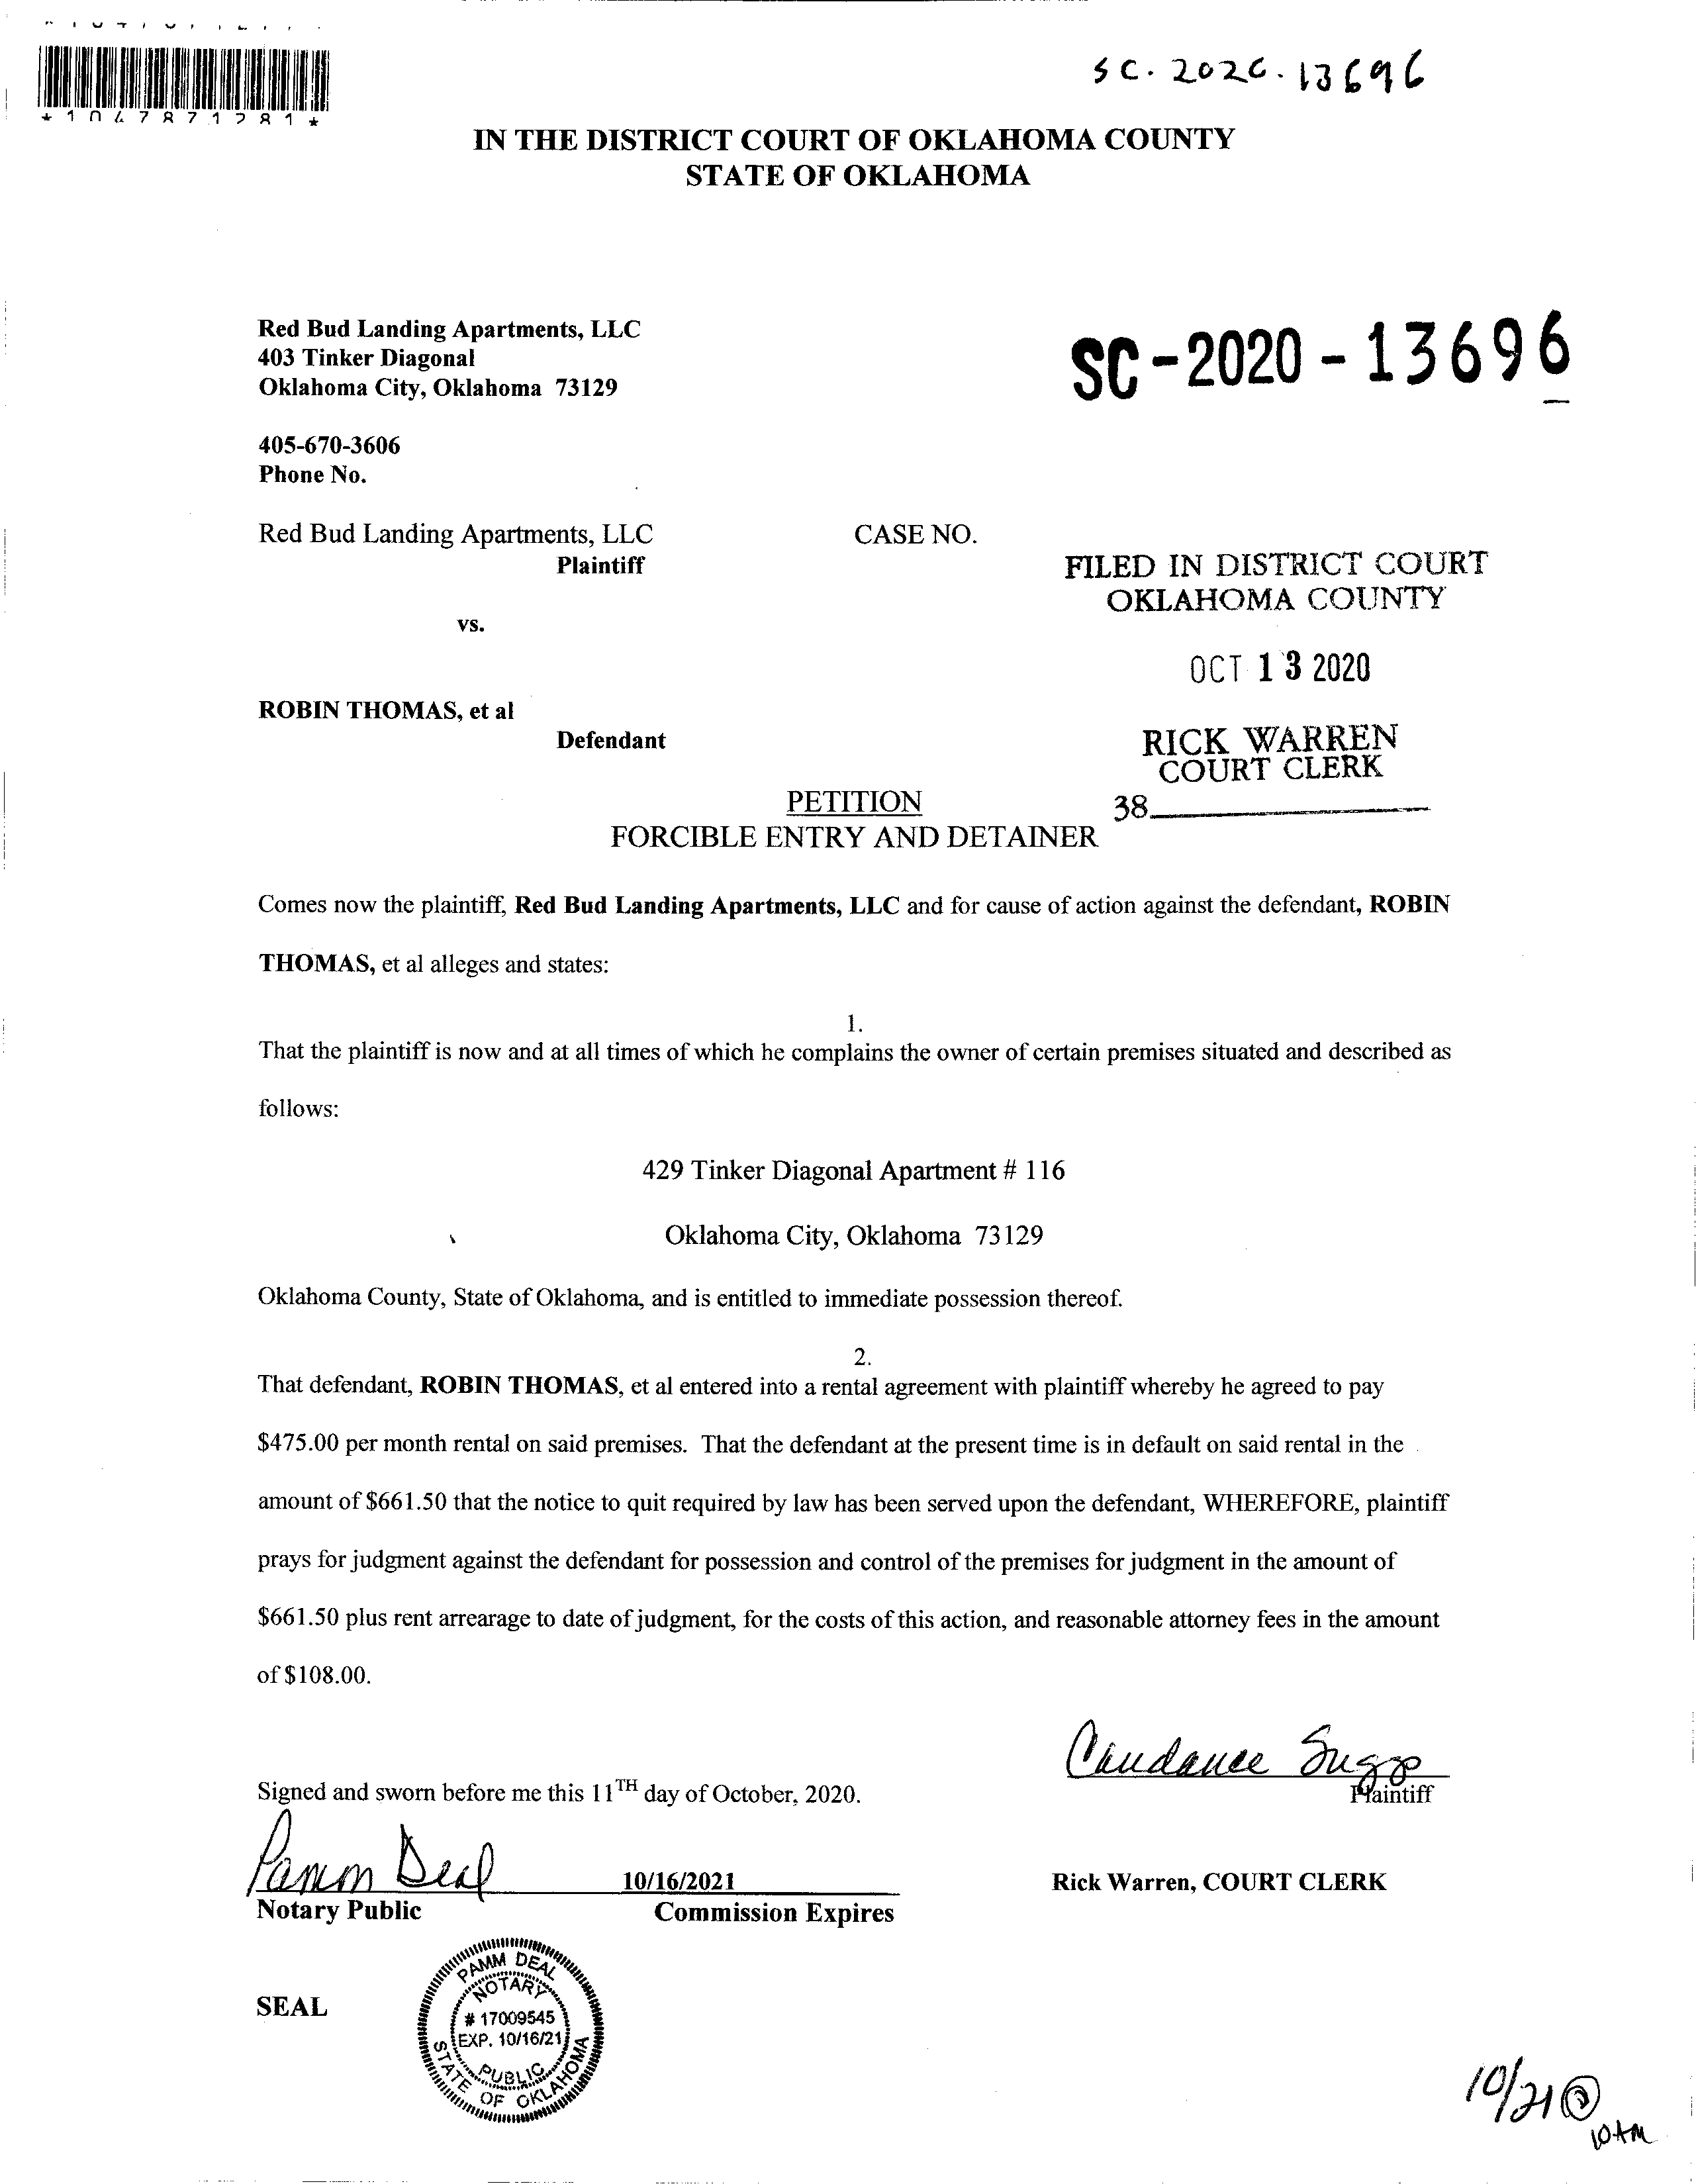 SC. 2020. 13696
*1047871281*
IN THE DISTRICT COURT OF OKLAHOMA COUNTY
STATE OF OKLAHOMA
Red Bud Landing Apartments, LLC
403 Tinker Diagonal
Oklahoma City, Oklahoma 73129
SC-2020-13696
405-670-3606
Phone No.
Red Bud Landing Apartments, LLC
Plaintiff
CASE NO.
FILED IN DISTRICT COURT
OKLAHOMA COUNTY
vs.
OCT 13 2020
ROBIN THOMAS, et al
Defendant
RICK WARREN
COURT CLERK
38
PETITION
FORCIBLE ENTRY AND DETAINER
Comes now the plaintiff, Red Bud Landing Apartments, LLC and for cause of action against the defendant, ROBIN
THOMAS, et al alleges and states:
1.
That the plaintiff is now and at all times of which he complains the owner of certain premises situated and described as
follows:
429 Tinker Diagonal Apartment # 116
Oklahoma City, Oklahoma 73129
Oklahoma County, State of Oklahoma, and is entitled to immediate possession thereof.
2.
That defendant, ROBIN THOMAS, et al entered into a rental agreement with plaintiff whereby he agreed to pay
$475.00 per month rental on said premises. That the defendant at the present time is in default on said rental in the
amount of $661.50 that the notice to quit required by law has been served upon the defendant, WHEREFORE, plaintiff
prays for judgment against the defendant for possession and control of the premises for judgment in the amount of
$661.50 plus rent arrearage to date of judgment, for the costs of this action, and reasonable attorney fees in the amount
of $108.00.
Candance Suggs
Plaintiff
Signed and sworn before me this 11TH day of October, 2020.
Pamm Deal
Notary Public
10/16/2021
Commission Expires
Rick Warren, COURT CLERK
SEAL
PAMM DEAL
NOTARY
# 17009545
EXP. 10/16/21
PUBLIC
STATE OF OKLAHOMA
10/21 @
10 AM